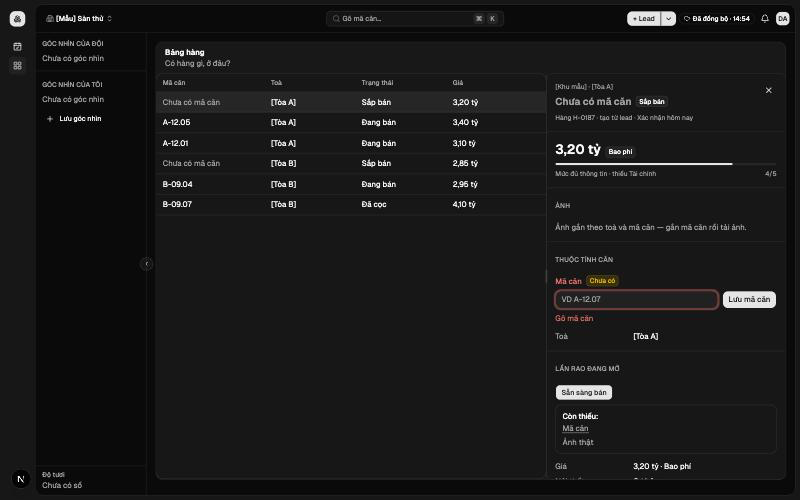 [Mẫu] Sàn thử
Gõ mã căn...
⌘ K
+ Lead
Đã đồng bộ · 14:54
DA
GÓC NHÌN CỦA ĐỘI
Chưa có góc nhìn
GÓC NHÌN CỦA TÔI
Chưa có góc nhìn
+ Lưu góc nhìn
Độ tươi
Chưa có số
N
Bảng hàng
Có hàng gì, ở đâu?
Mã căn Toà Trạng thái Giá
Chưa có mã căn [Tòa A] Sắp bán 3,20 tỷ
A-12.05 [Tòa A] Đang bán 3,40 tỷ
A-12.01 [Tòa A] Đang bán 3,10 tỷ
Chưa có mã căn [Tòa B] Sắp bán 2,85 tỷ
B-09.04 [Tòa B] Đang bán 2,95 tỷ
B-09.07 [Tòa B] Đã cọc 4,10 tỷ
[Khu mẫu] · [Tòa A]
Chưa có mã căn Sắp bán
Hàng H-0187 · tạo từ lead · Xác nhận hôm nay
3,20 tỷ Bao phí
Mức đủ thông tin · thiếu Tài chính 4/5
ẢNH
Ảnh gắn theo toà và mã căn — gắn mã căn rồi tải ảnh.
THUỘC TÍNH CĂN
Mã căn Chưa có
VD A-12.07 Lưu mã căn
Gõ mã căn
Toà [Tòa A]
LẦN RAO ĐANG MỞ
Sẵn sàng bán
Còn thiếu:
Mã căn
Ảnh thật
Giá 3,20 tỷ · Bao phí